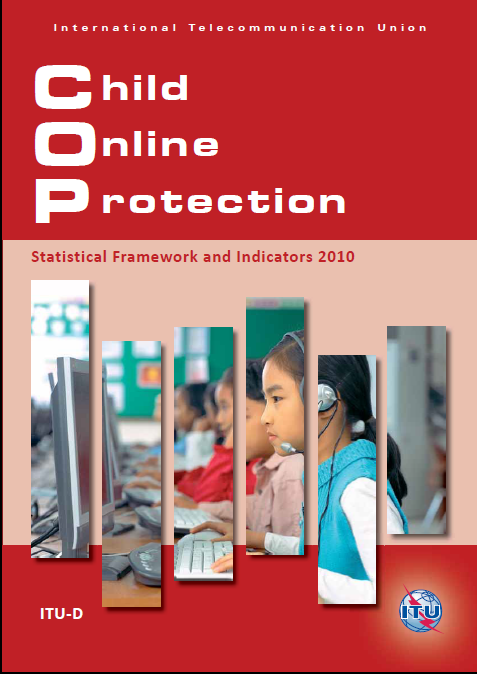 International Telecommunication Union
Child
Online
Protection
Statistical Framework and Indicators 2010
ITU-D
ITU